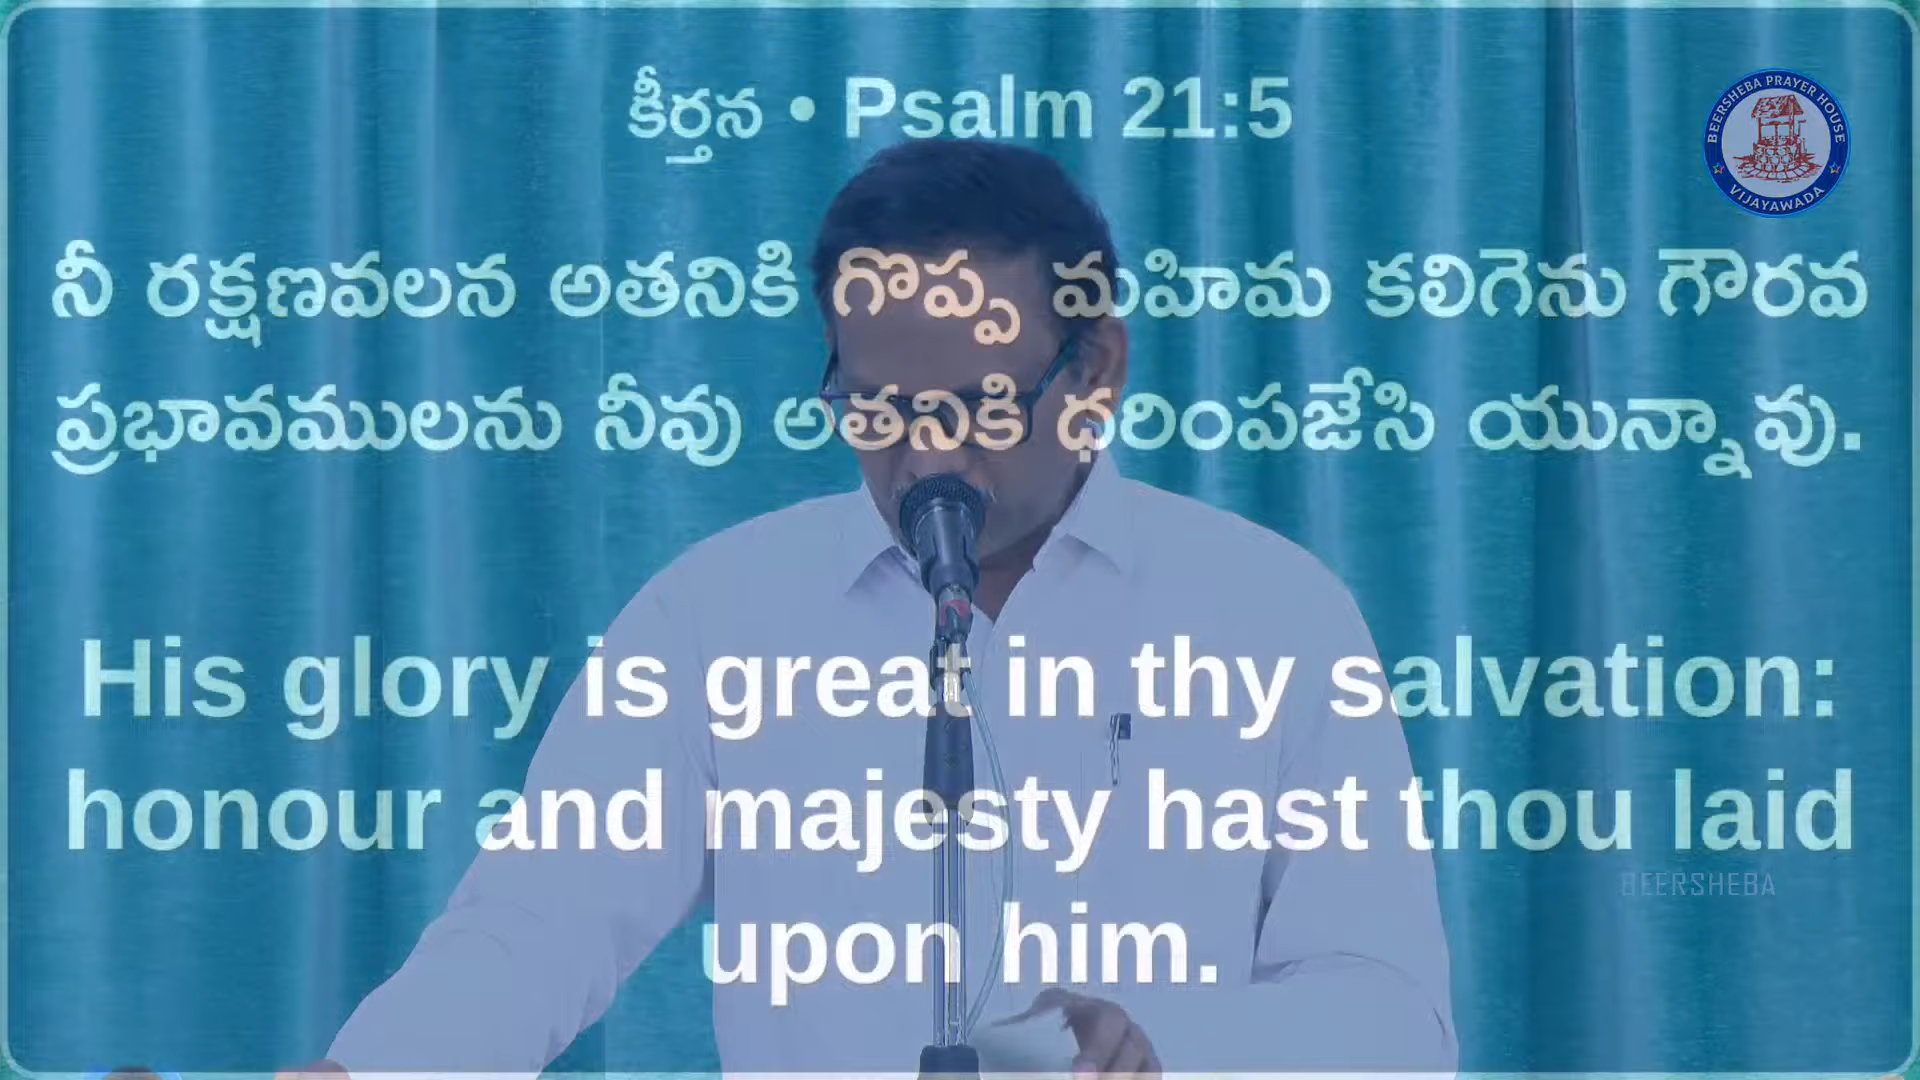 కీర్తన • Psalm 21:5
BEERSHEBA PRAYER HOUSE
VIJAYAWADA
నీ రక్షణవలన అతనికి గొప్ప మహిమ కలిగెను గౌరవ
ప్రభావములను నీవు అతనికి ధరింపజేసి యున్నావు.
His glory is great in thy salvation:
honour and majesty hast thou laid
upon him.
BEERSHEBA